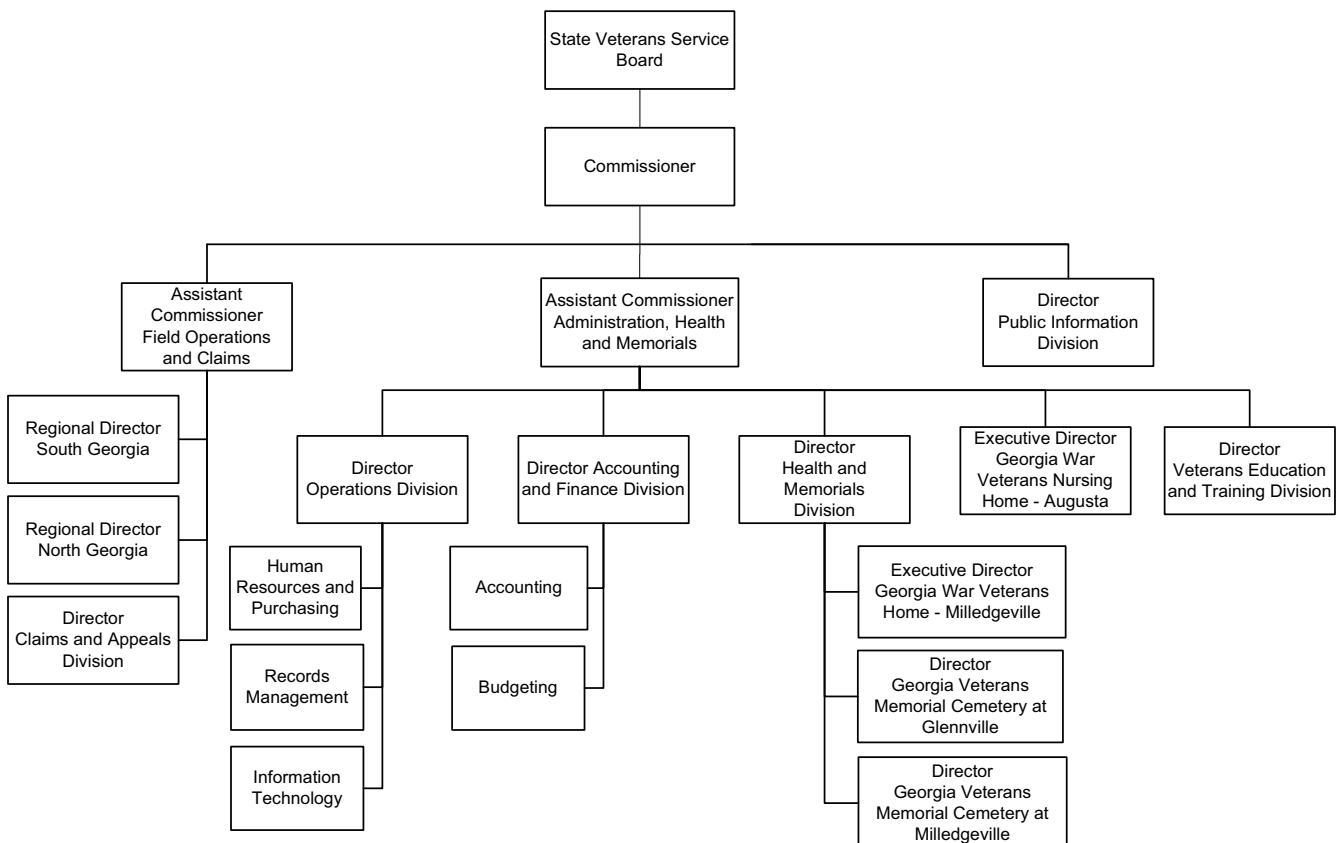 State Veterans Service
Board
Commissioner
Assistant
Commissioner
Field Operations
and Claims
Assistant Commissioner
Administration, Health
and Memorials
Director
Public Information
Division
Regional Director
South Georgia
Regional Director
North Georgia
Director
Claims and Appeals
Division
Director
Operations Division
Director Accounting
and Finance Division
Director
Health and
Memorials
Division
Executive Director
Georgia War
Veterans Nursing
Home - Augusta
Director
Veterans Education
and Training Division
Human
Resources and
Purchasing
Records
Management
Information
Technology
Accounting
Budgeting
Executive Director
Georgia War Veterans
Home - Milledgeville
Director
Georgia Veterans
Memorial Cemetery at
Glennville
Director
Georgia Veterans
Memorial Cemetery at
Milledgeville